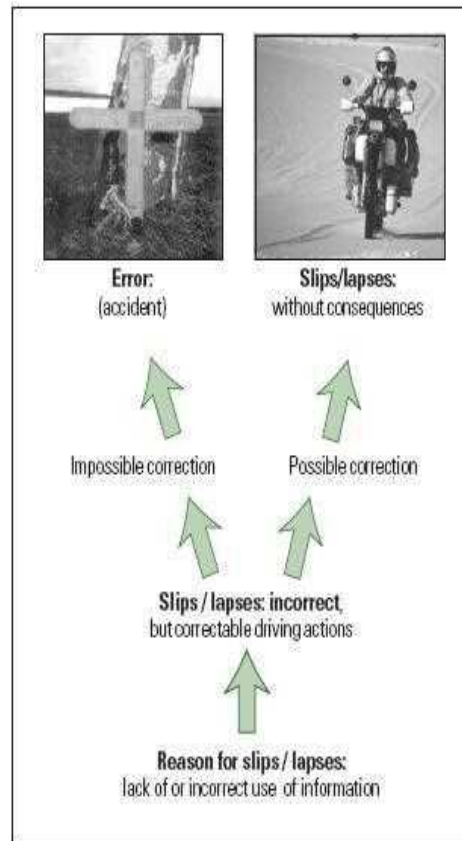 Error:
(accident)
Slips/lapses:
without consequences
Impossible correction
Possible correction
Slips / lapses: incorrect,
but correctable driving actions
Reason for slips / lapses:
lack of or incorrect use of information